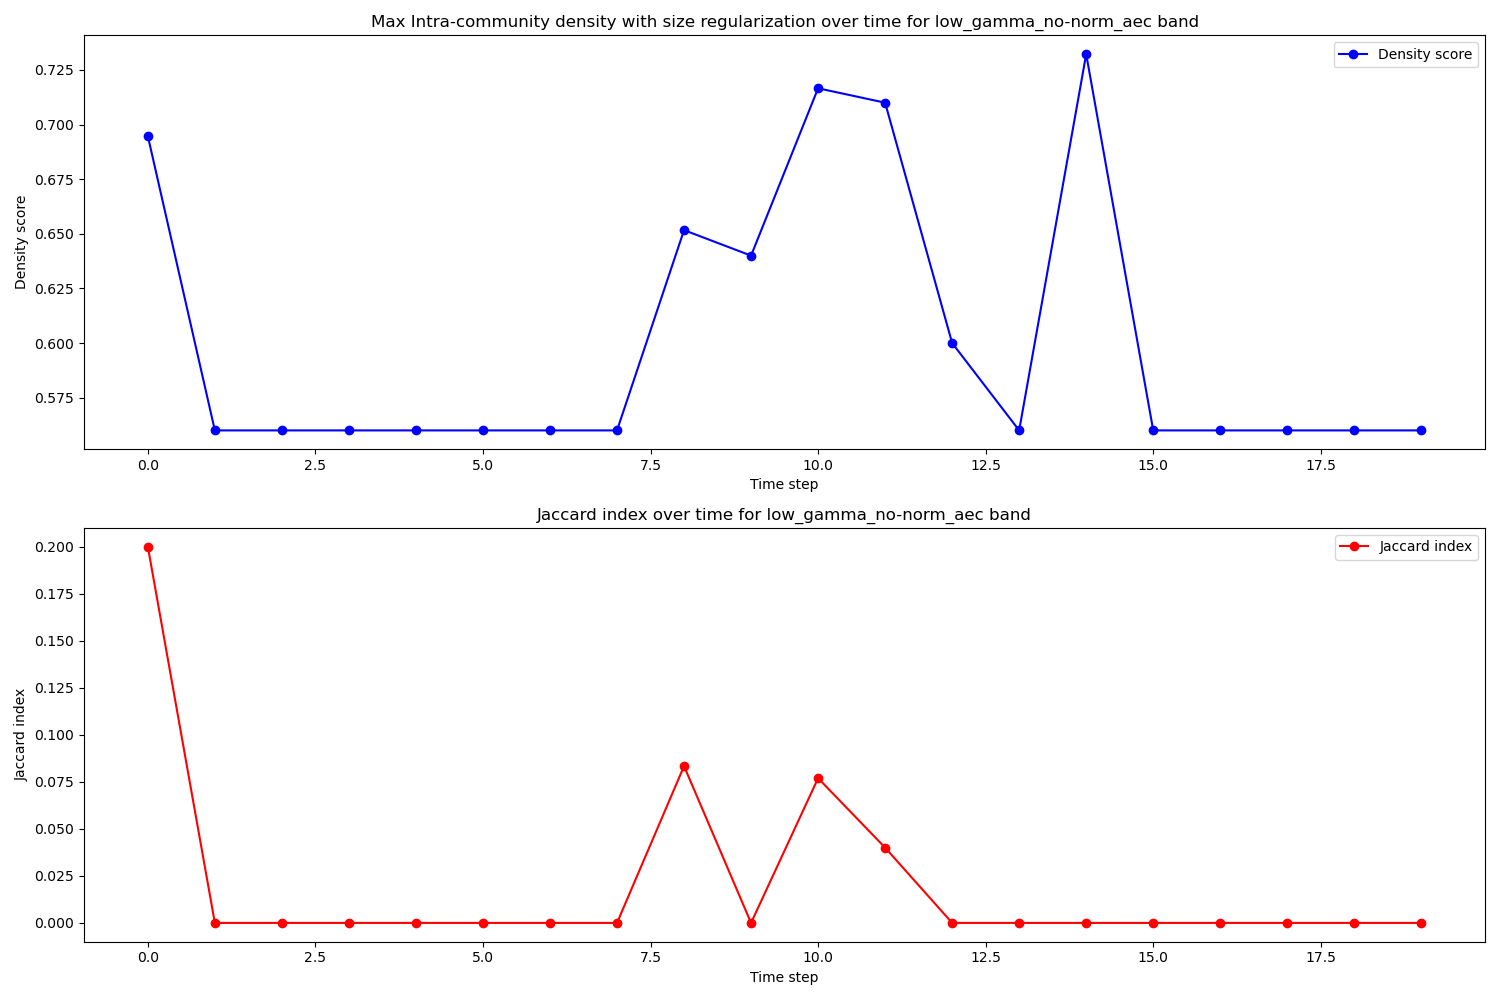 Max Intra-community density with size regularization over time for low_gamma_no-norm_aec band
Density score
0.725
0.700
0.675
0.650
0.625
0.600
0.575
Density score
0.0 2.5 5.0 7.5 10.0 12.5 15.0 17.5
Time step
Jaccard index over time for low_gamma_no-norm_aec band
Jaccard index
0.200
0.175
0.150
0.125
0.100
0.075
0.050
0.025
0.000
Jaccard index
0.0 2.5 5.0 7.5 10.0 12.5 15.0 17.5
Time step